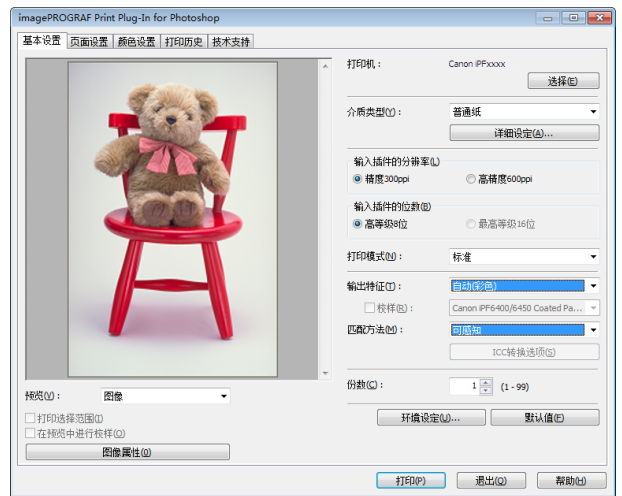 imagePROGRAF Print Plug-In for Photoshop
基本设置 页面设置 颜色设置 打印历史 技术支持
打印机： Canon iPFxxxx
选择(E)
介质类型(Y)： 普通纸
详细设定(A)...
输入插件的分辨率(L)
精度300ppi 高精度600ppi
输入插件的位数(B)
高等级8位 最高等级16位
打印模式(N)： 标准
输出特征(T)： 自动(彩色)
校样(R)： Canon iPF6400/6450 Coated Pa...
匹配方法(M)： 可感知
ICC转换选项(S)
份数(C)： 1 (1 - 99)
预览(V)： 图像
打印选择范围(I)
在预览中进行校样(O)
环境设定(U)... 默认值(F)
图像属性(0)
打印(P) 退出(Q) 帮助(H)